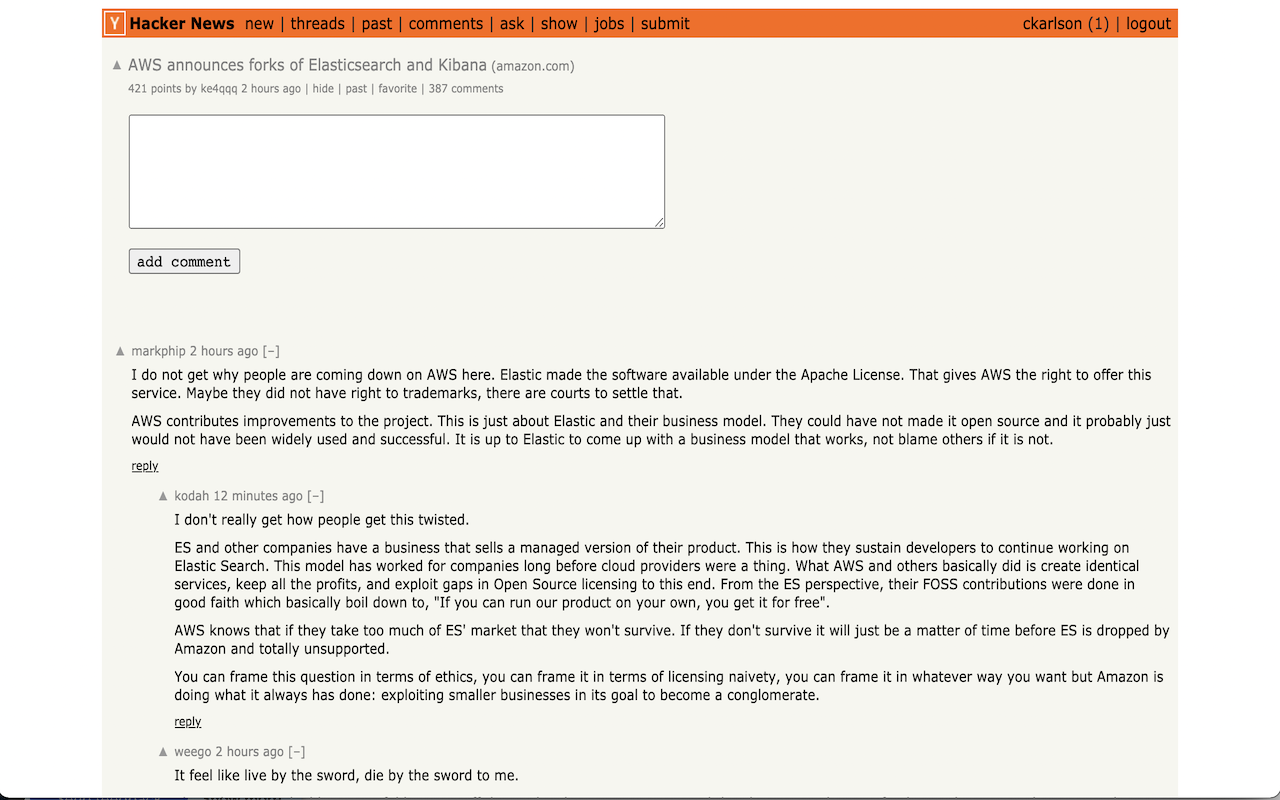 Y Hacker News new | threads | past | comments | ask | show | jobs | submit ckarlson (1) | logout
▲ AWS announces forks of Elasticsearch and Kibana (amazon.com)
421 points by ke4qqq 2 hours ago | hide | past | favorite | 387 comments
add comment
▲ markphip 2 hours ago [–]
I do not get why people are coming down on AWS here. Elastic made the software available under the Apache License. That gives AWS the right to offer this
service. Maybe they did not have right to trademarks, there are courts to settle that.
AWS contributes improvements to the project. This is just about Elastic and their business model. They could have not made it open source and it probably just
would not have been widely used and successful. It is up to Elastic to come up with a business model that works, not blame others if it is not.
reply
▲ kodah 12 minutes ago [–]
I don't really get how people get this twisted.
ES and other companies have a business that sells a managed version of their product. This is how they sustain developers to continue working on
Elastic Search. This model has worked for companies long before cloud providers were a thing. What AWS and others basically did is create identical
services, keep all the profits, and exploit gaps in Open Source licensing to this end. From the ES perspective, their FOSS contributions were done in
good faith which basically boil down to, "If you can run our product on your own, you get it for free".
AWS knows that if they take too much of ES' market that they won't survive. If they don't survive it will just be a matter of time before ES is dropped by
Amazon and totally unsupported.
You can frame this question in terms of ethics, you can frame it in terms of licensing naivety, you can frame it in whatever way you want but Amazon is
doing what it always has done: exploiting smaller businesses in its goal to become a conglomerate.
reply
▲ weego 2 hours ago [–]
It feel like live by the sword, die by the sword to me.